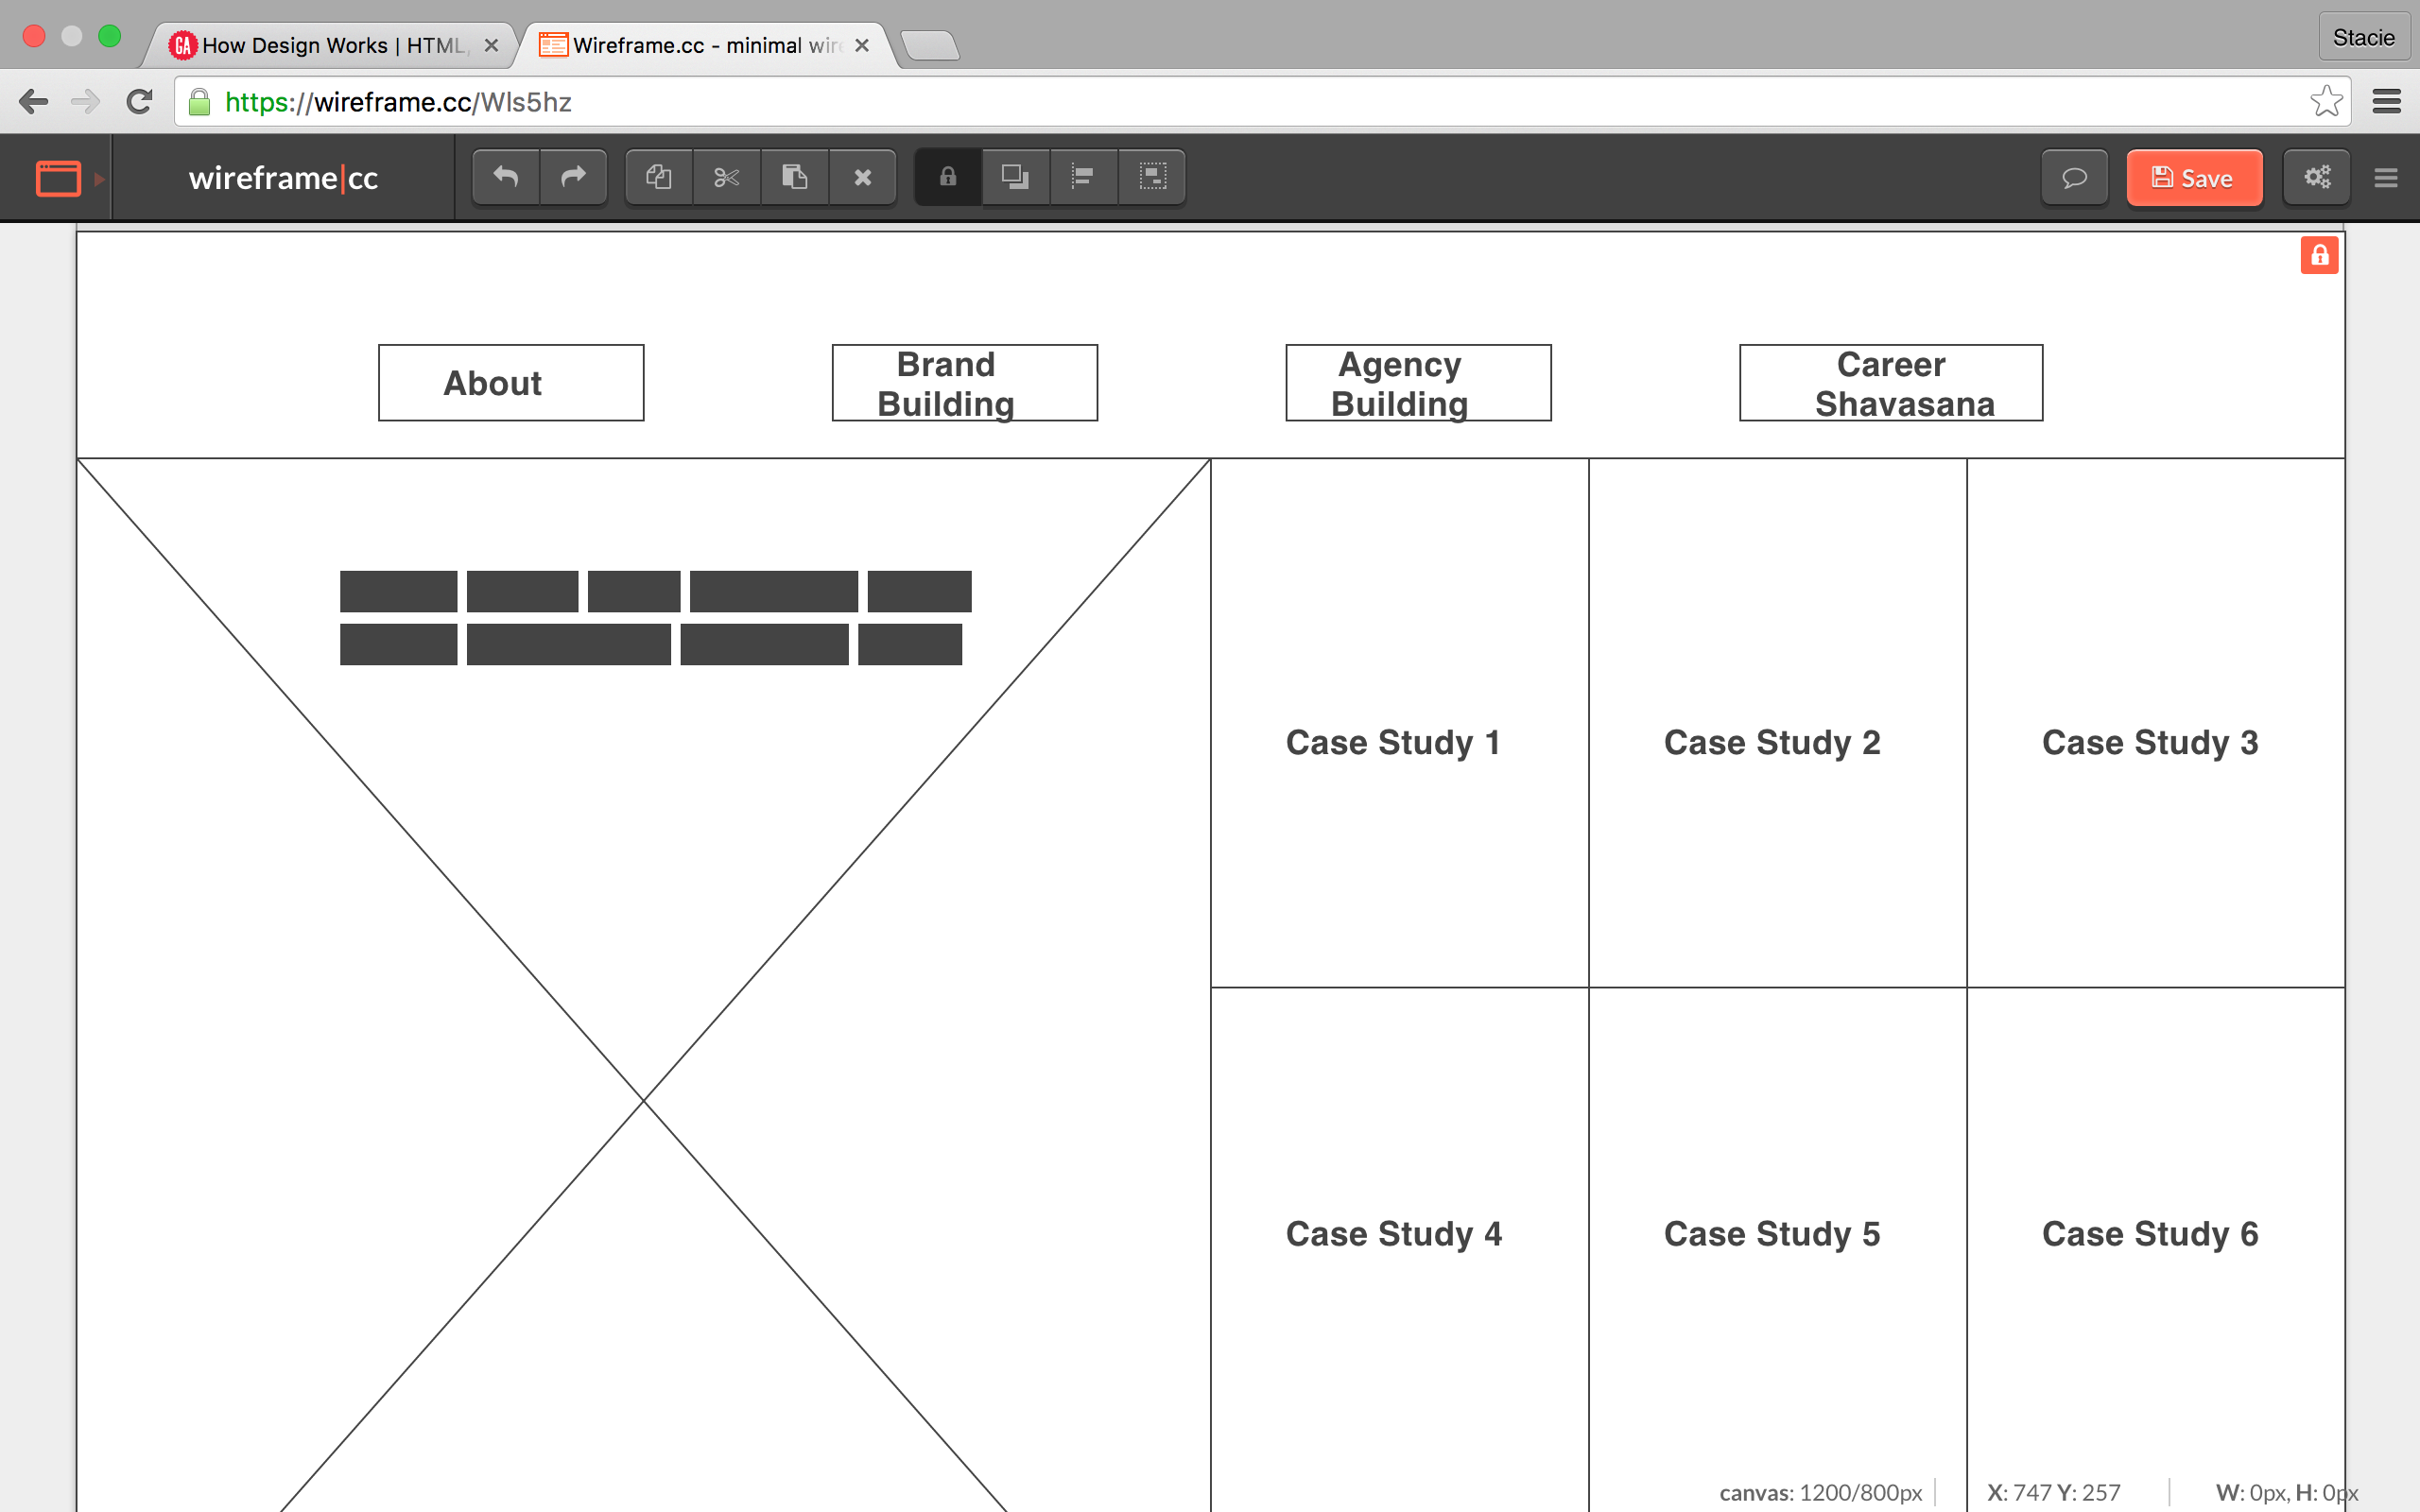 How Design Works | HTML,
Wireframe.cc - minimal wire
Stacie
https://wireframe.cc/Wls5hz
wireframe|cc
Save
About
Brand
Building
Agency
Building
Career
Shavasana
Case Study 1
Case Study 2
Case Study 3
Case Study 4
Case Study 5
Case Study 6
canvas: 1200/800px
X: 747 Y: 257
W: 0px, H: 0px